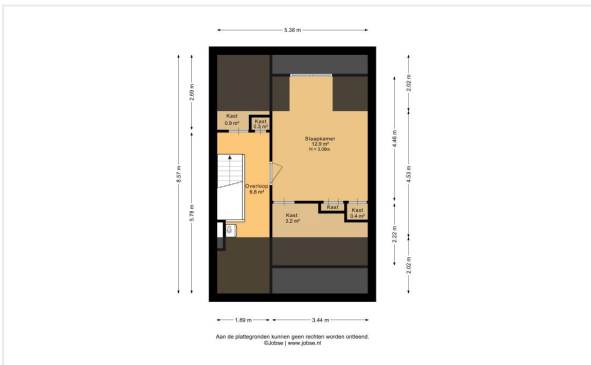 5.38 m
2.69 m
8.57 m
5.78 m
2.02 m
4.46 m
4.53 m
2.22 m
2.02 m
Kast
0.9 m²
Kast
0.3 m²
Slaapkamer
12.9 m²
H = 3.06m
Overloop
6.6 m²
Kast
3.2 m²
Kast
Kast
0.4 m²
1.89 m
3.44 m
Aan de plattegronden kunnen geen rechten worden ontleend.
©Jobse | www.jobse.nl